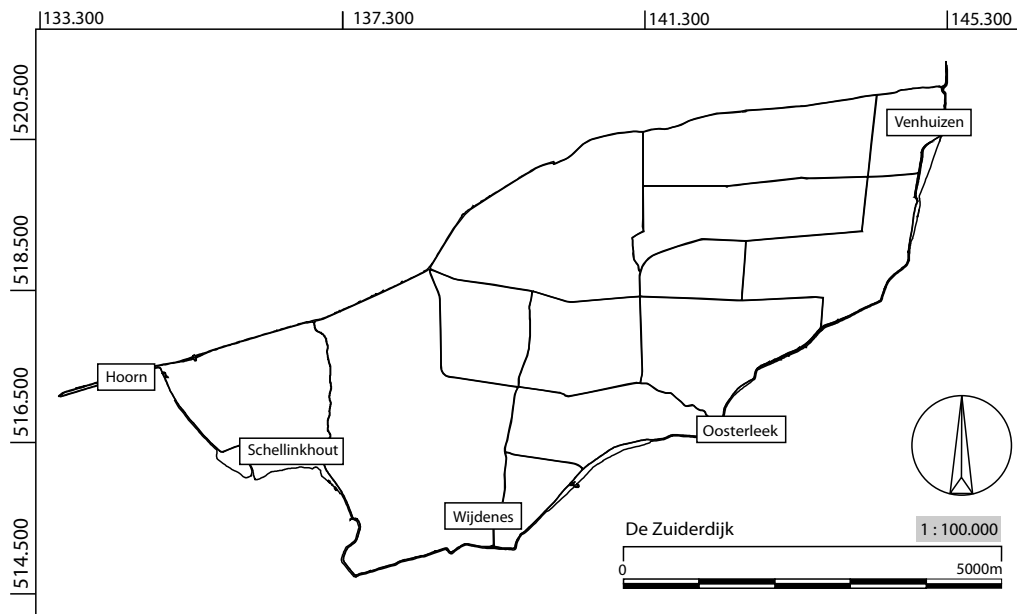 133.300
137.300
141.300
145.300
520.500
518.500
516.500
514.500
Venhuizen
Hoorn
Oosterleek
Schellinkhout
Wijdenes
De Zuiderdijk
1 : 100.000
0
5000m